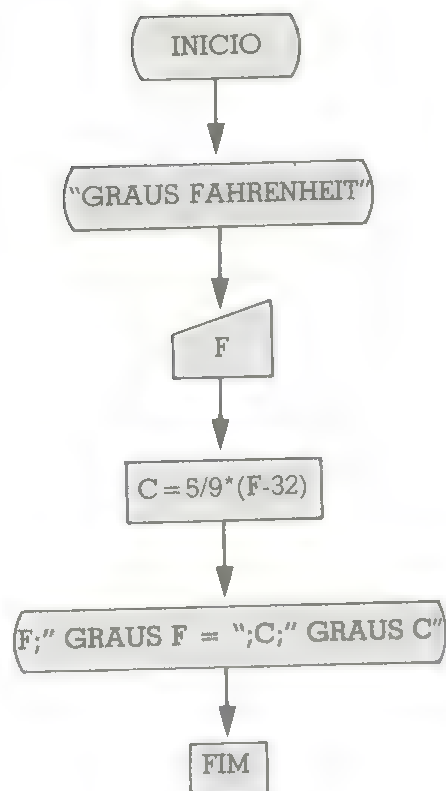 INICIO
"GRAUS FAHRENHEIT"
F
C=5/9*(F-32)
F;" GRAUS F = ";C;" GRAUS C"
FIM